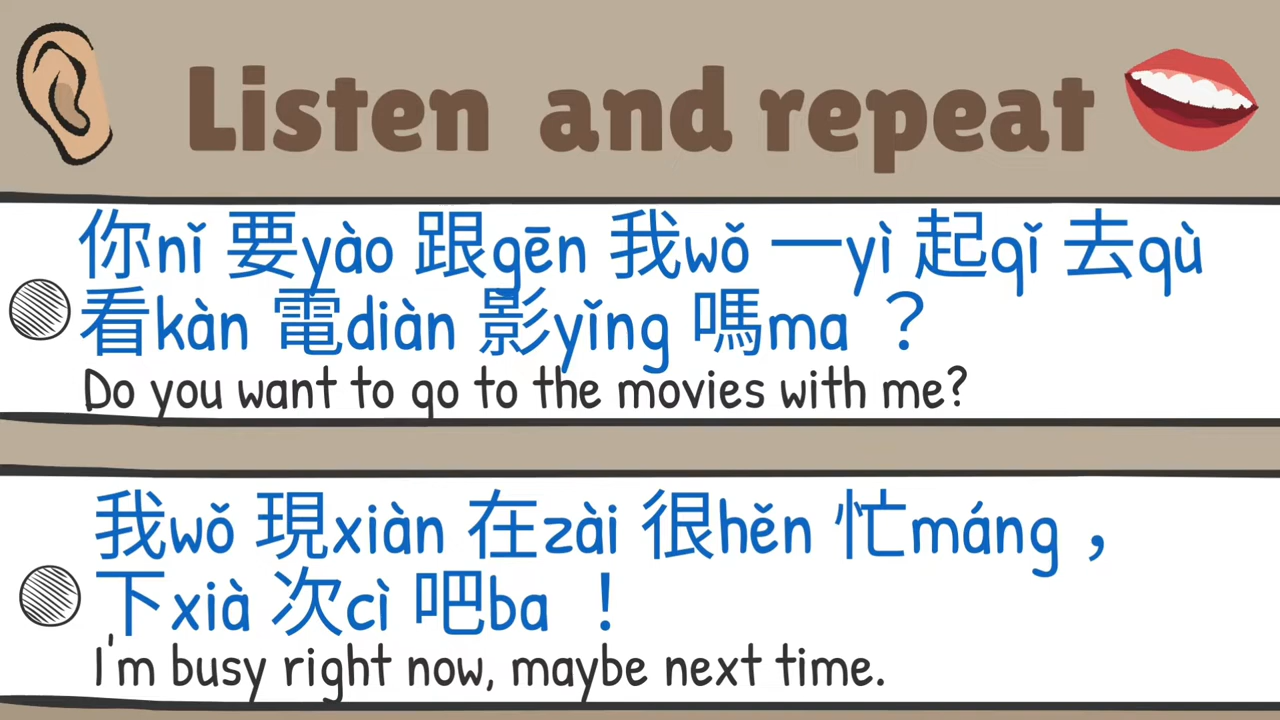 Listen and repeat
你nǐ 要yào 跟gēn 我wǒ 一yì 起qǐ 去qù
看kàn 電diàn 影yǐng 嗎ma ？
Do you want to go to the movies with me?
我wǒ 現xiàn 在zài 很hěn 忙máng ，
下xià 次cì 吧ba ！
I'm busy right now, maybe next time.